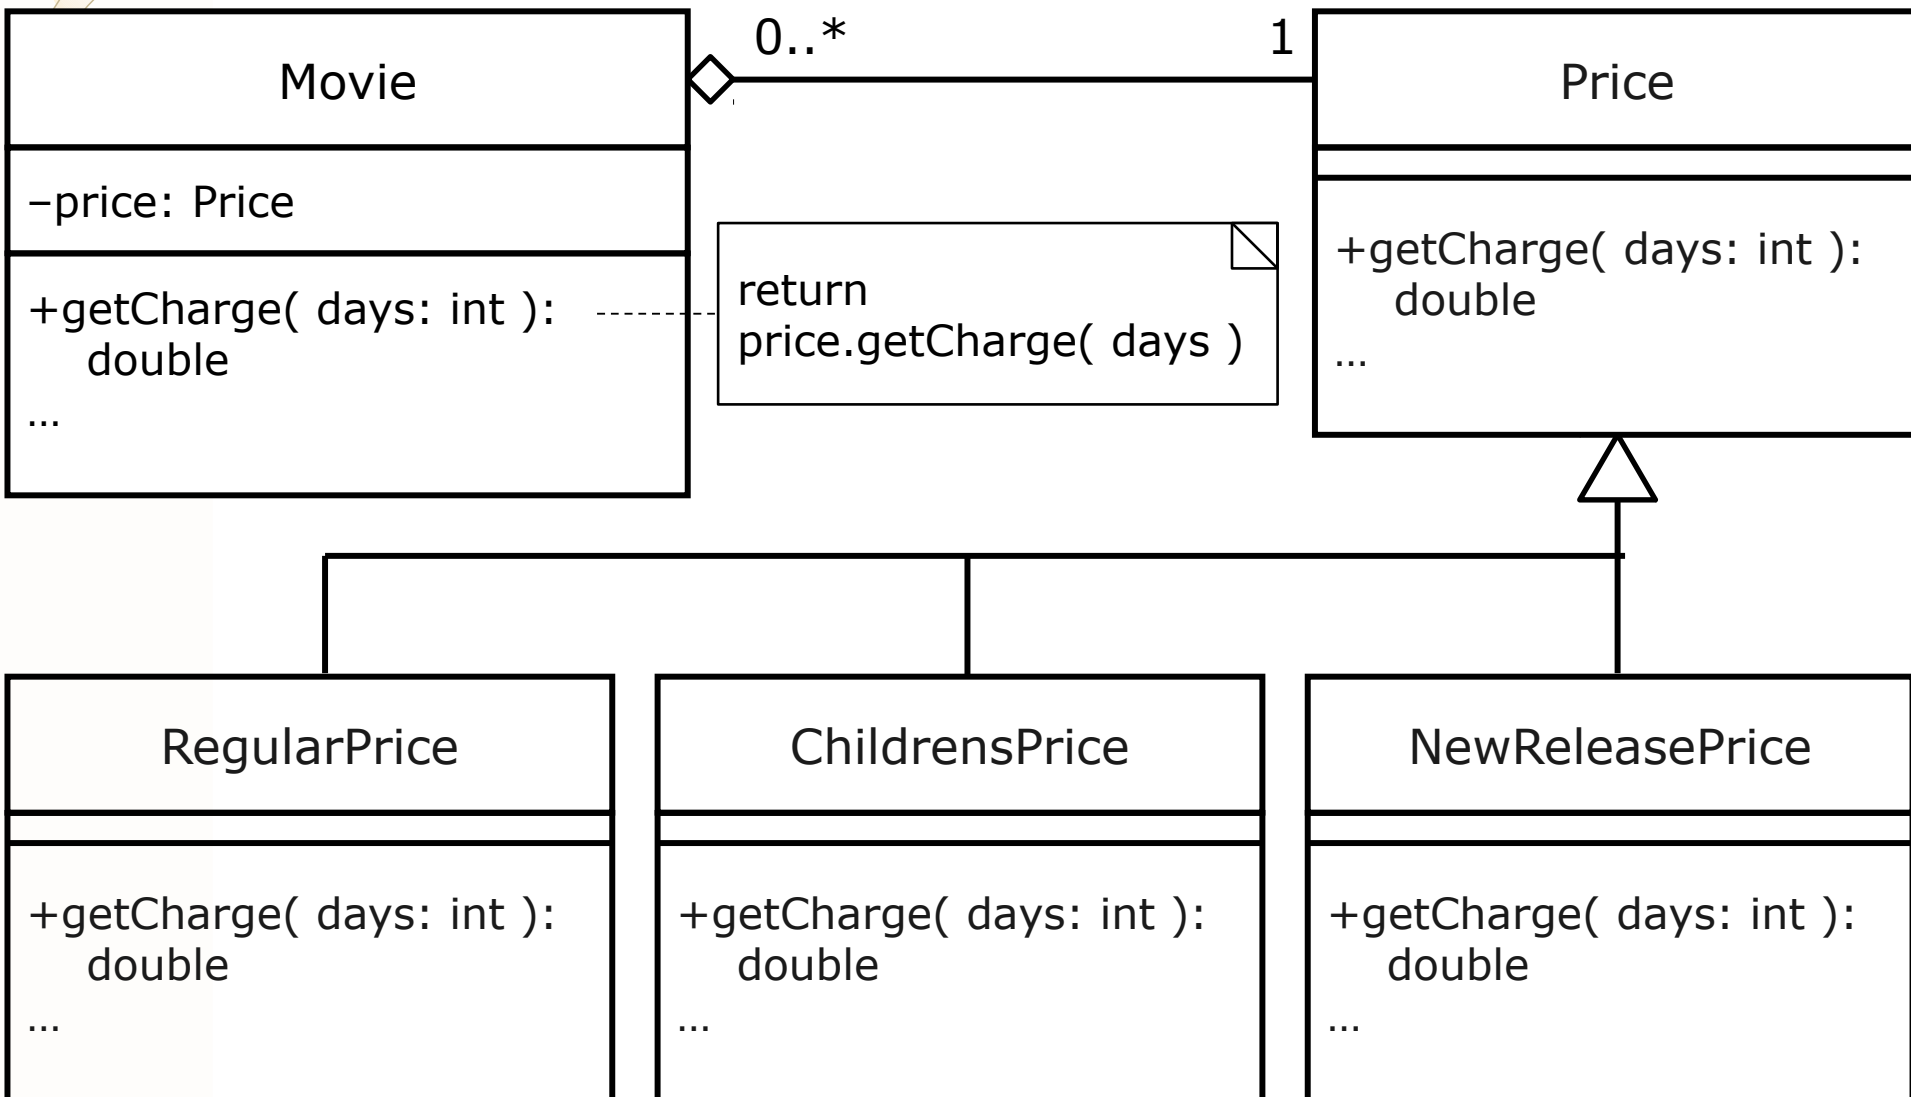 Movie
0..*
1
Price
–price: Price
+getCharge( days: int ):
double
...
return
price.getCharge( days )
+getCharge( days: int ):
double
...
RegularPrice
+getCharge( days: int ):
double
...
ChildrensPrice
+getCharge( days: int ):
double
...
NewReleasePrice
+getCharge( days: int ):
double
...